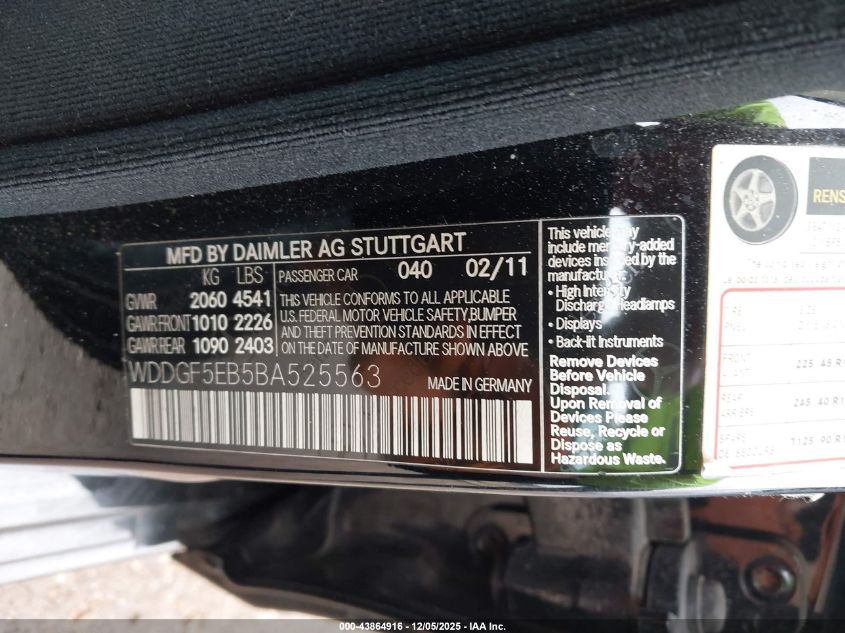 MFD BY DAIMLER AG STUTTGART
KG LBS
GVWR 2060 4541
GAWR FRONT 1010 2226
GAWR REAR 1090 2403
PASSENGER CAR 040 02/11
THIS VEHICLE CONFORMS TO ALL APPLICABLE
U.S. FEDERAL MOTOR VEHICLE SAFETY, BUMPER
AND THEFT PREVENTION STANDARDS IN EFFECT
ON THE DATE OF MANUFACTURE SHOWN ABOVE
WDDGF5EB5BA525563
MADE IN GERMANY
This vehicle may
include mercury-added
devices installed by the
manufacturer:
• High Intensity
Discharge Headlamps
• Displays
• Back-lit Instruments
Remove Devices
Before Vehicle
Disposal.
Upon Removal of
Devices Please
Reuse, Recycle or
Dispose as
Hazardous Waste.
RENS
FRONT
225 45 R1
REAR
245 40 R1
T125 90 R1
000-43864916 - 12/05/2025 - IAA Inc.